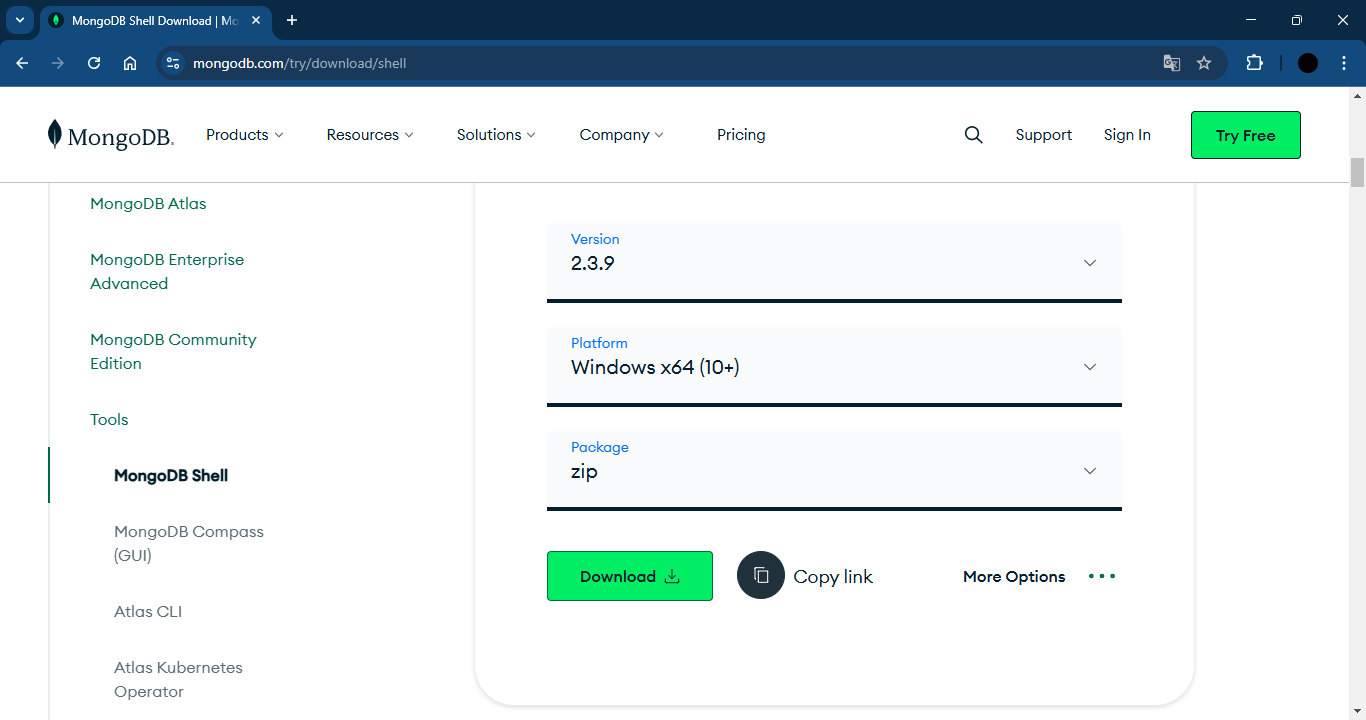 MongoDB Shell Download | Mo
mongodb.com/try/download/shell
MongoDB.
Products
Resources
Solutions
Company
Pricing
Support
Sign In
Try Free
MongoDB Atlas
MongoDB Enterprise
Advanced
MongoDB Community
Edition
Tools
MongoDB Shell
MongoDB Compass
(GUI)
Atlas CLI
Atlas Kubernetes
Operator
Version
2.3.9
Platform
Windows x64 (10+)
Package
zip
Download
Copy link
More Options